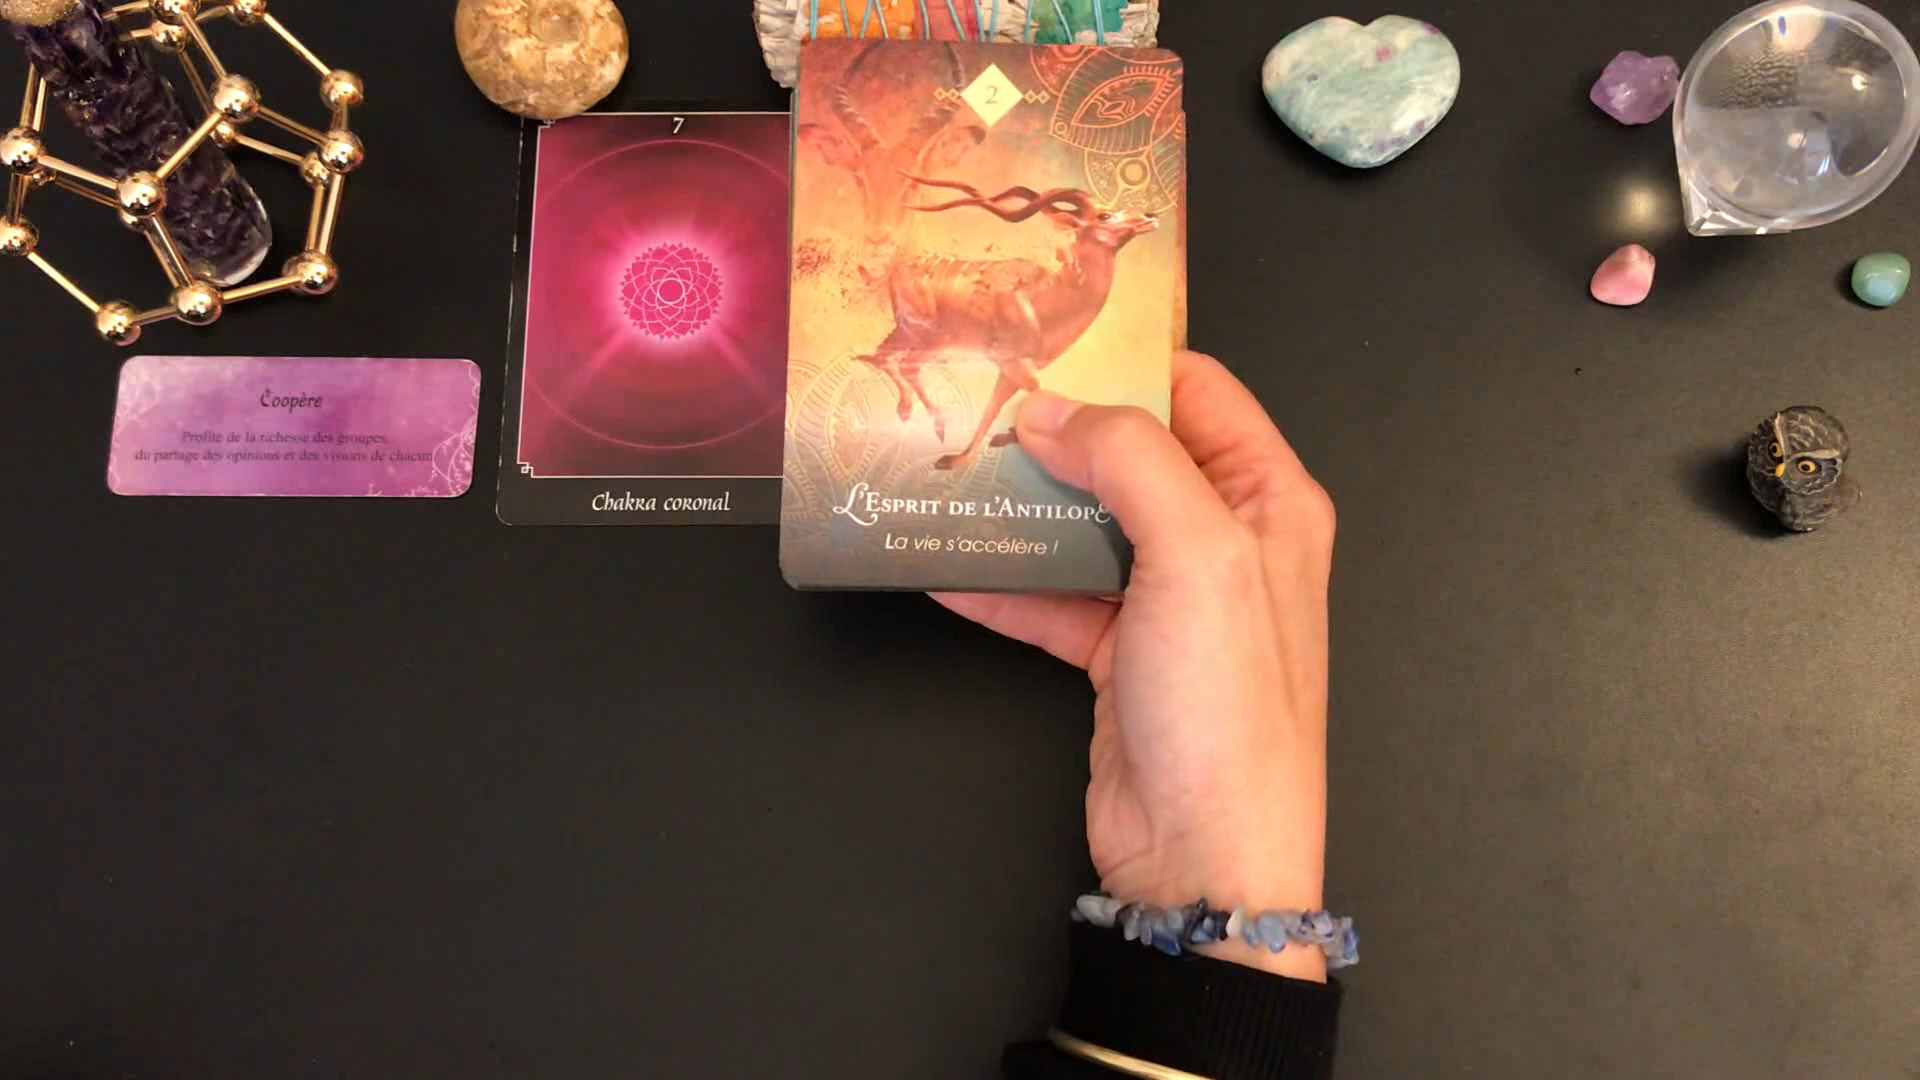 Coopère
Profite de la richesse des groupes,
du partage des opinions et des visions de chacun
7
Chakra coronal
2
L'Esprit de l'Antilope
La vie s'accélère !